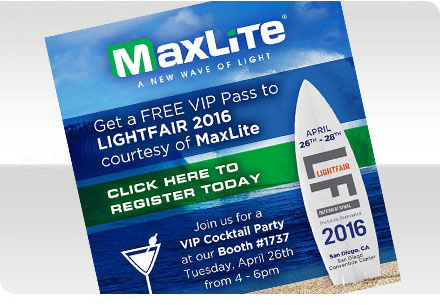 MAXLITE®
A NEW WAVE OF LIGHT
Get a FREE VIP Pass to
LIGHTFAIR 2016
courtesy of MaxLite
CLICK HERE TO
REGISTER TODAY
Join us for a
VIP Cocktail Party
at our Booth #1737
Tuesday, April 26th
from 4 - 6pm
APRIL
26TH - 28TH
LF
LIGHTFAIR
INTERNATIONAL
2016
San Diego, CA
San Diego
Convention Center